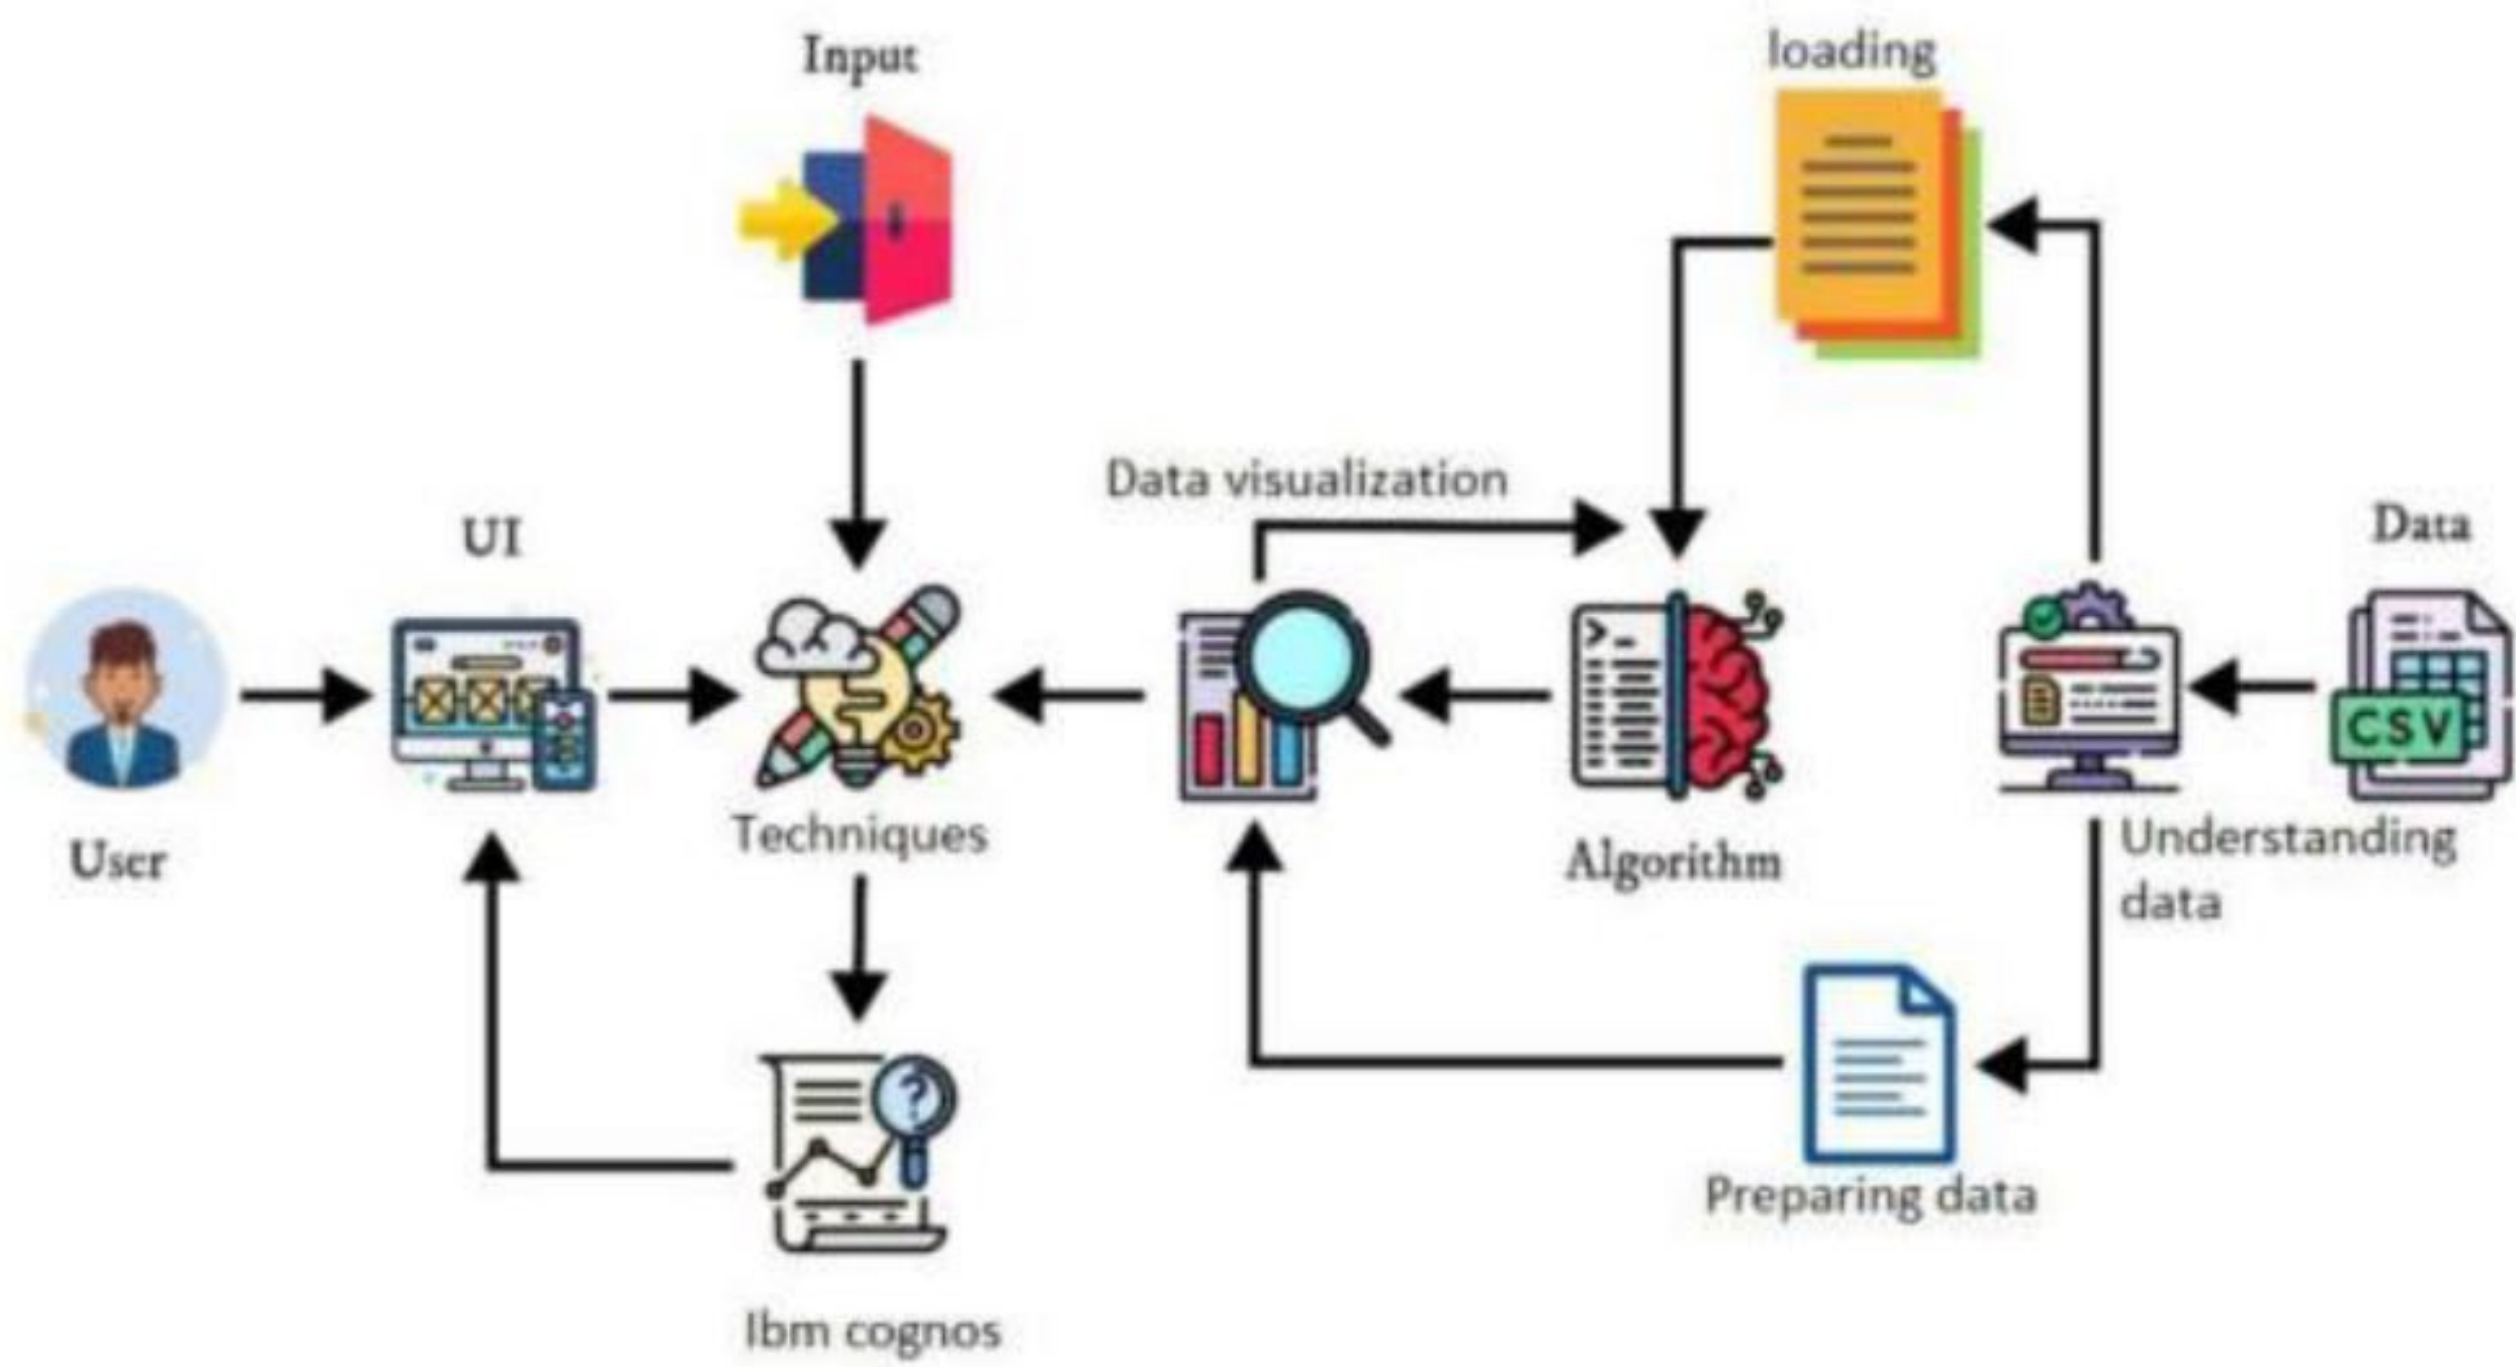 Input
loading
Data visualization
UI
Data
CSV
Techniques
User
Algorithm
Understanding
data
?
Preparing data
Ibm cognos